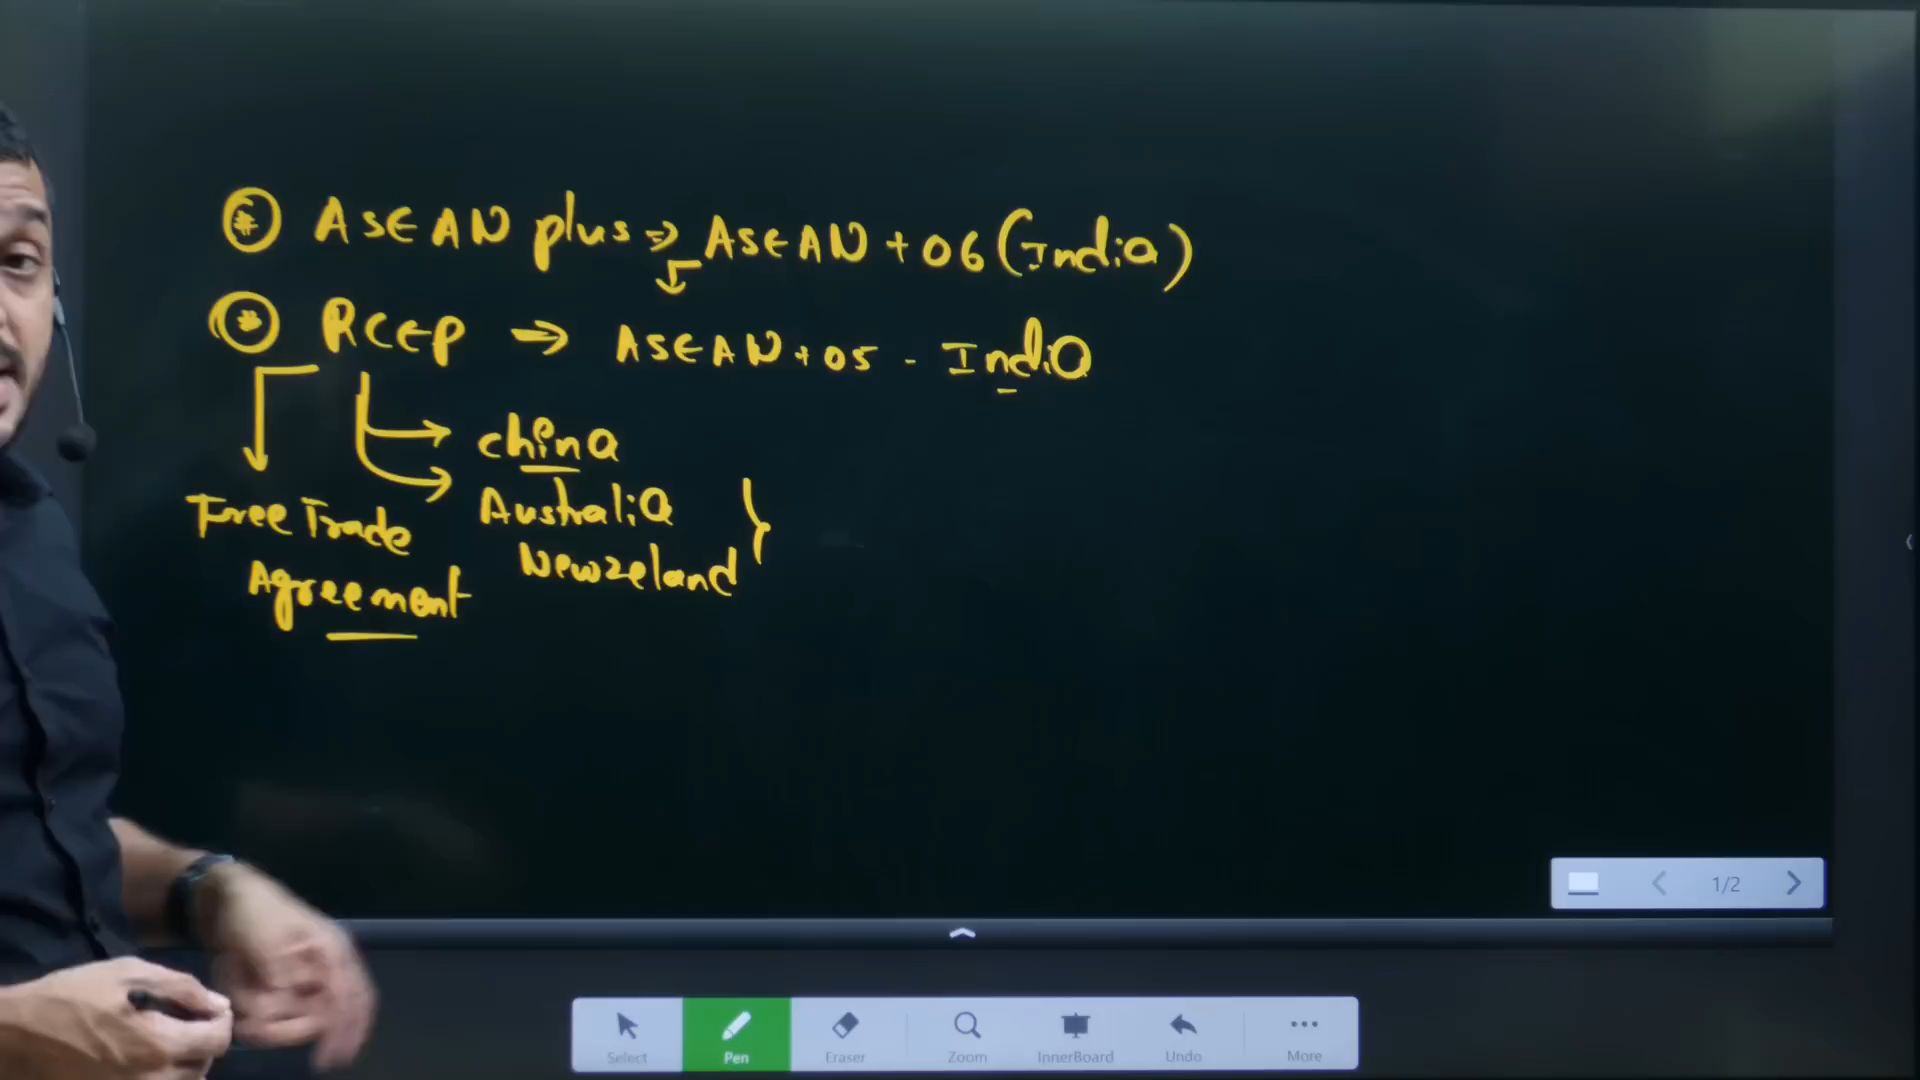 ASEAN plus => ASEAN + 06 (India)
RCEP → ASEAN + 05 - India
china
Australia
Newzeland
Free Trade
Agreement
1/2
Select
Pen
Eraser
Zoom
InnerBoard
Undo
More